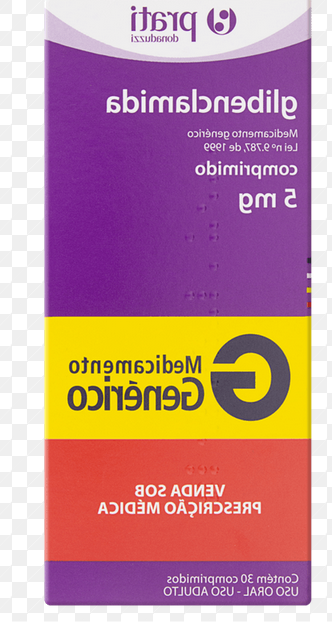 prati
donaduzzi
glibenclamida
Medicamento genérico
Lei nº 9.787, de 1999
comprimido
5 mg
G
Medicamento
Genérico
VENDA SOB
PRESCRIÇÃO MÉDICA
Contém 30 comprimidos
USO ORAL - USO ADULTO